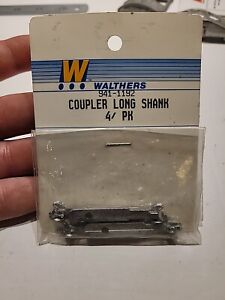 W
WALTHERS
941-1192
COUPLER LONG SHANK
4/ PK